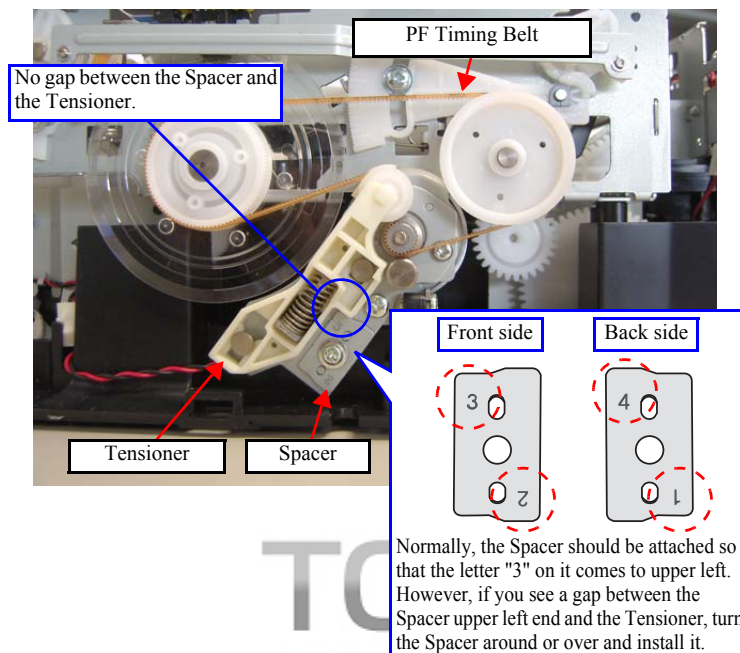 PF Timing Belt
No gap between the Spacer and
the Tensioner.
Tensioner
Spacer
Front side
Back side
3
2
4
1
Normally, the Spacer should be attached so
that the letter "3" on it comes to upper left.
However, if you see a gap between the
Spacer upper left end and the Tensioner, turn
the Spacer around or over and install it.